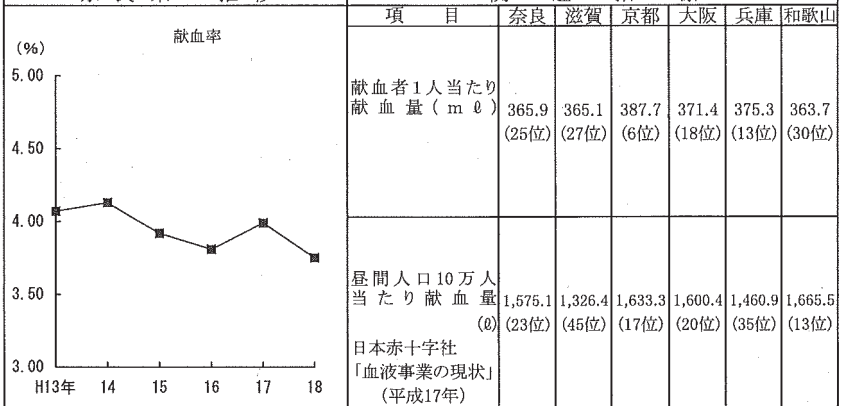 献血率
(%)
5.00
4.50
4.00
3.50
3.00
H13年 14 15 16 17 18
項 目 奈良 滋賀 京都 大阪 兵庫 和歌山
献血者1人当たり
献血量(mℓ) 365.9 365.1 387.7 371.4 375.3 363.7
(25位) (27位) (6位) (18位) (13位) (30位)
昼間人口10万人
当たり献血量 1,575.1 1,326.4 1,633.3 1,600.4 1,460.9 1,665.5
(ℓ) (23位) (45位) (17位) (20位) (35位) (13位)
日本赤十字社
「血液事業の現状」
(平成17年)